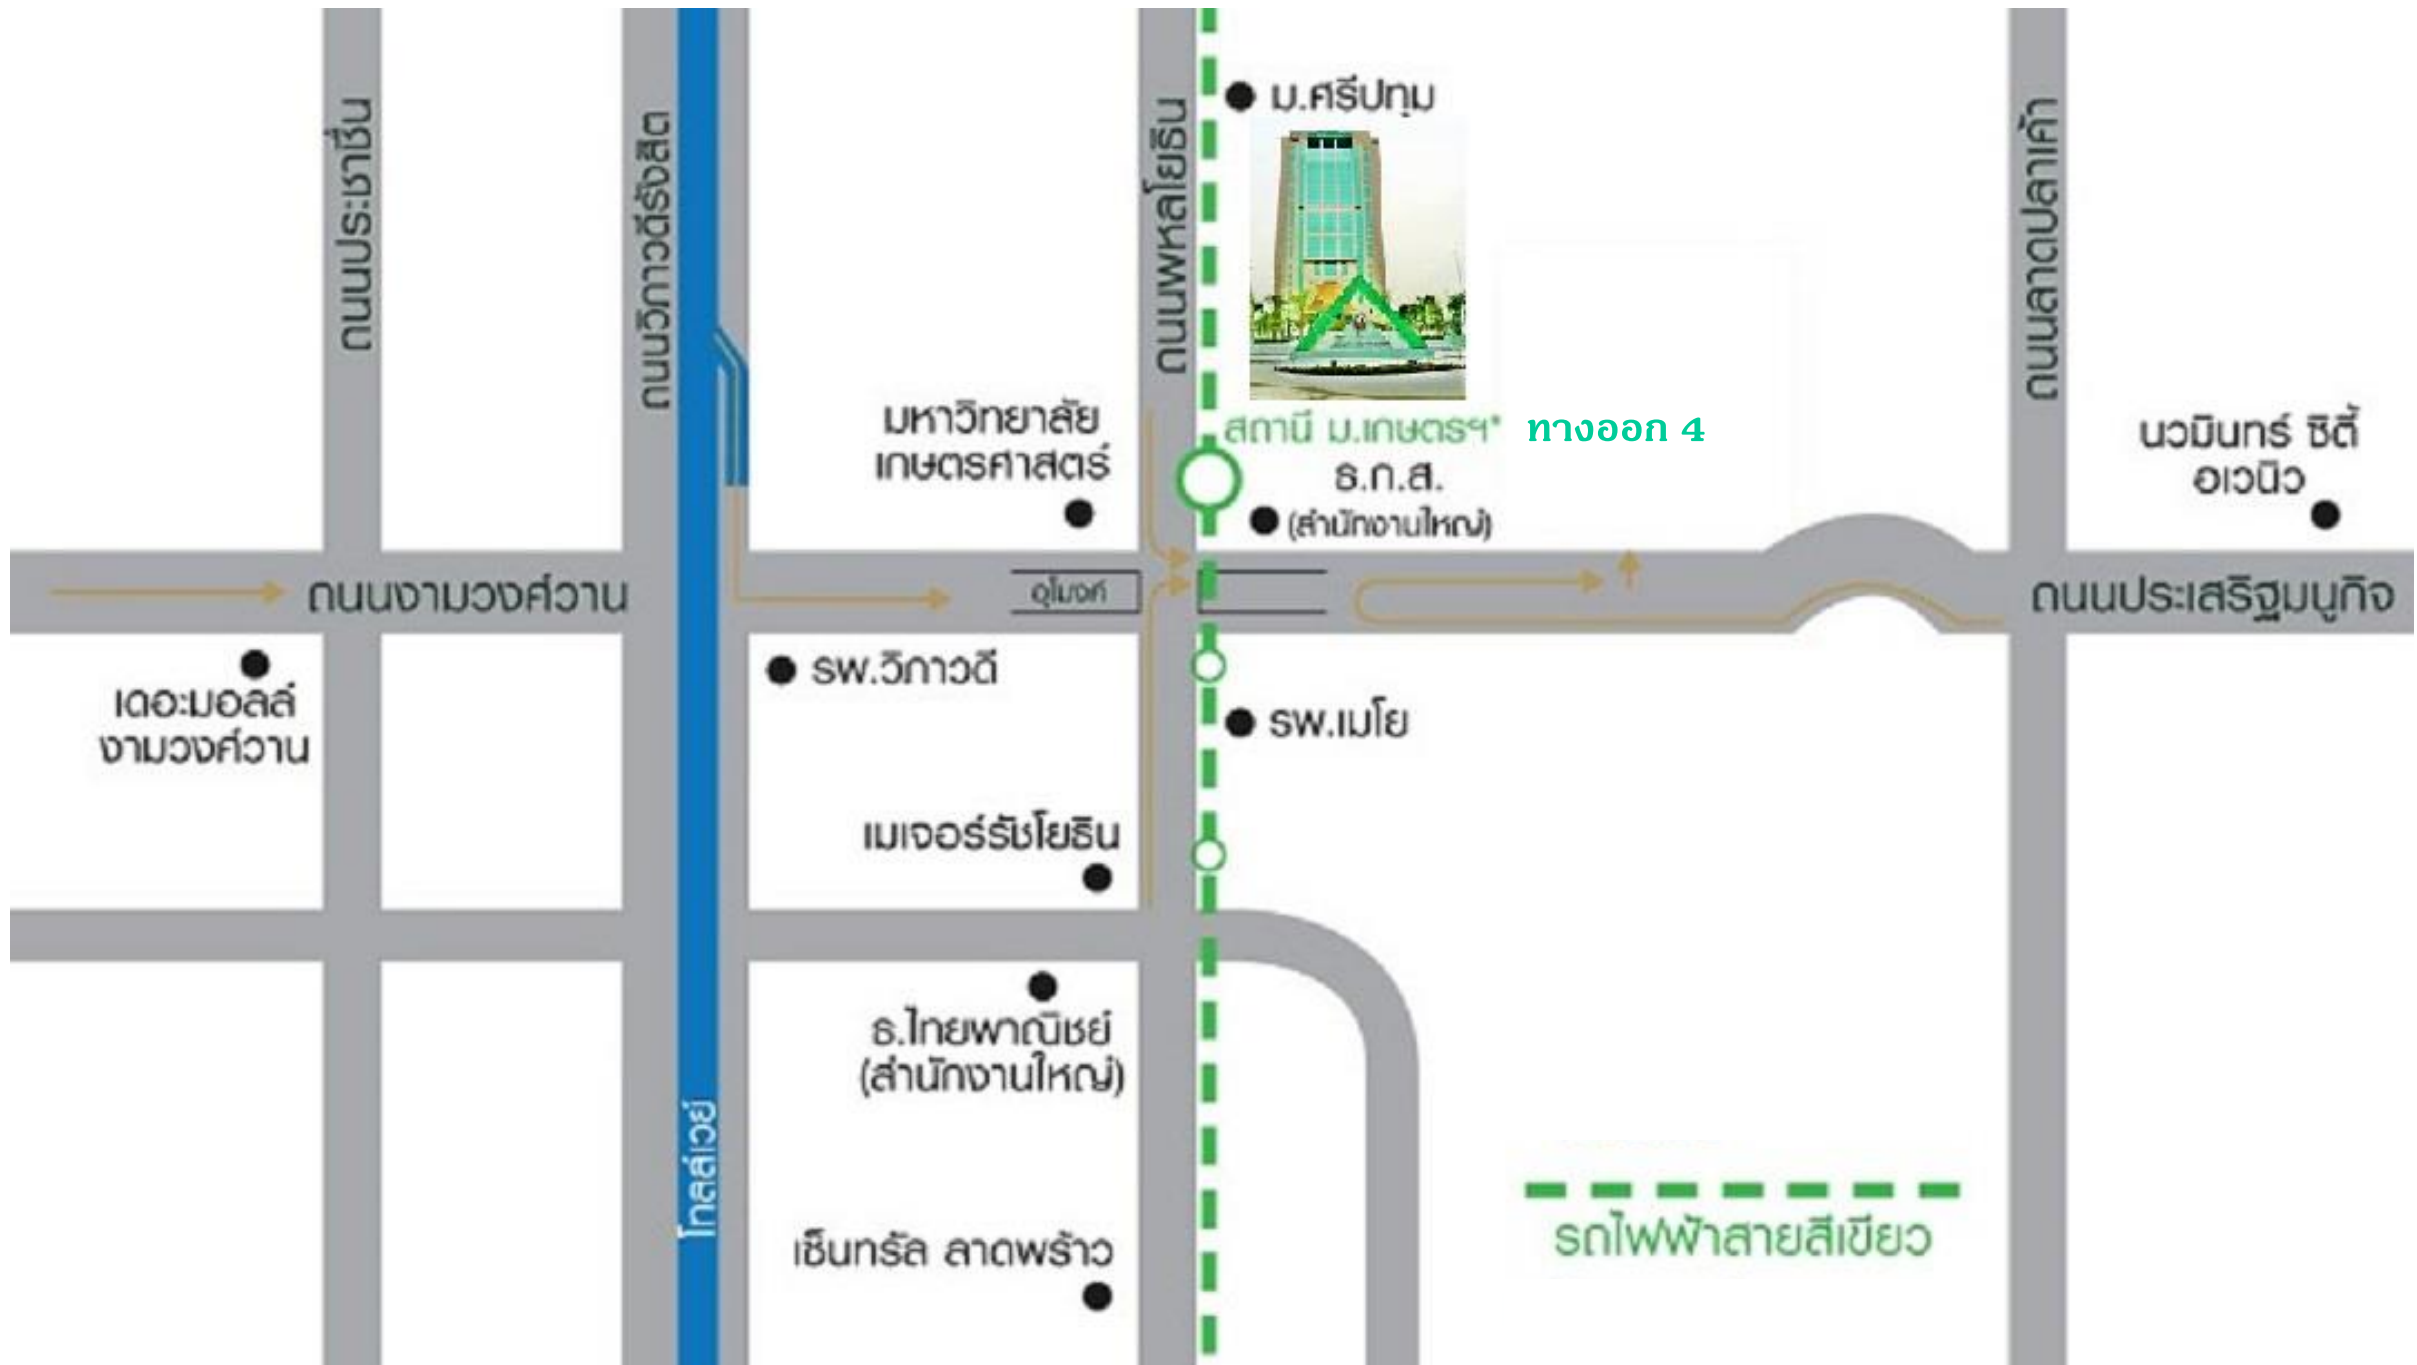 ม.ศรีปทุม
ถนนประชาชื่น
ถนนวิภาวดีรังสิต
ถนนพหลโยธิน
ถนนลาดปลาเค้า
มหาวิทยาลัย
เกษตรศาสตร์
สถานี ม.เกษตรฯ* ทางออก 4
ธ.ก.ส.
(สำนักงานใหญ่)
นวมินทร์ ซิตี้
อเวนิว
ถนนงามวงศ์วาน
อุโมงค์
ถนนประเสริฐมนูกิจ
เดอะมอลล์
งามวงศ์วาน
รพ.วิภาวดี
รพ.เมโย
เมเจอร์รัชโยธิน
ธ.ไทยพาณิชย์
(สำนักงานใหญ่)
โทลล์เวย์
เซ็นทรัล ลาดพร้าว
รถไฟฟ้าสายสีเขียว